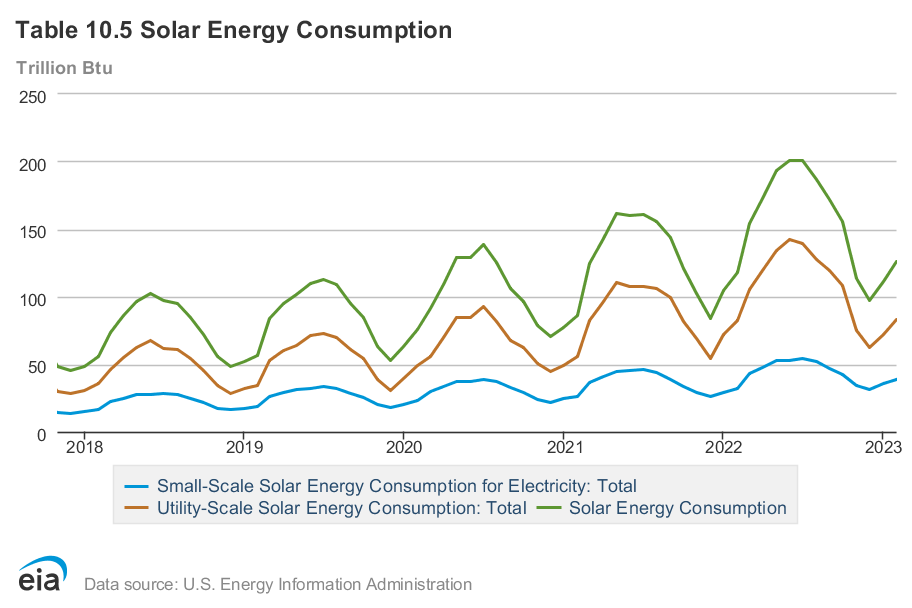 Table 10.5 Solar Energy Consumption
Trillion Btu
250
200
150
100
50
0
2018 2019 2020 2021 2022 2023
Small-Scale Solar Energy Consumption for Electricity: Total
Utility-Scale Solar Energy Consumption: Total Solar Energy Consumption
eia Data source: U.S. Energy Information Administration